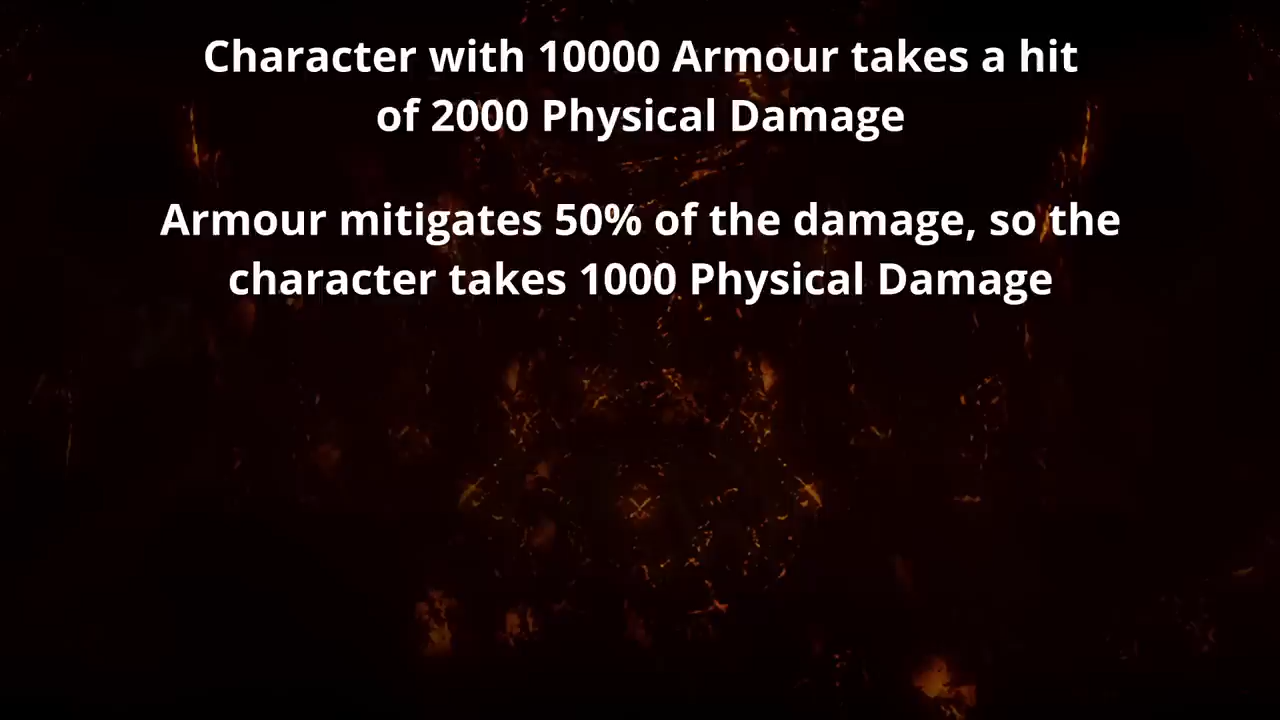 Character with 10000 Armour takes a hit
of 2000 Physical Damage
Armour mitigates 50% of the damage, so the
character takes 1000 Physical Damage